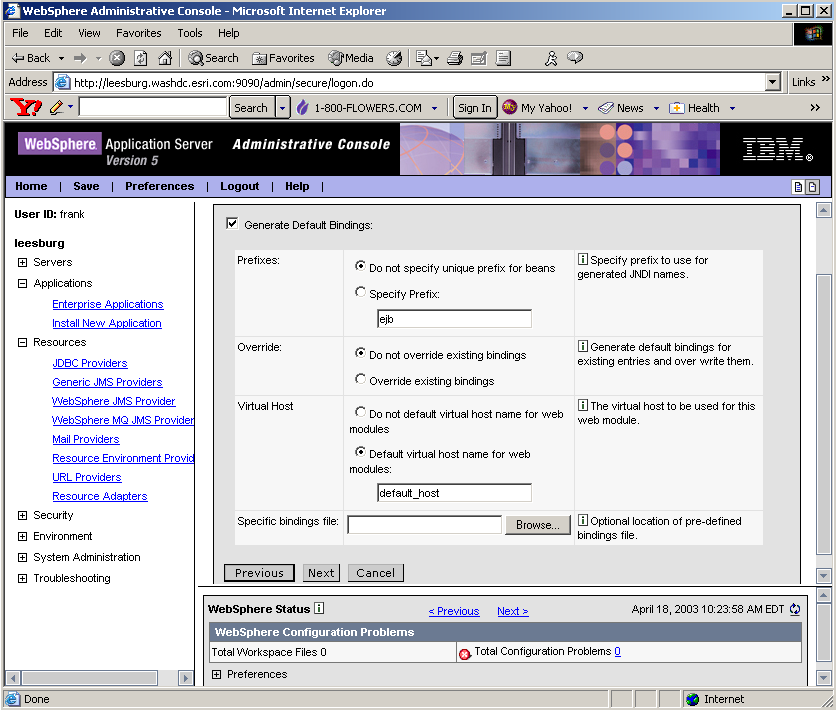 WebSphere Administrative Console - Microsoft Internet Explorer
File Edit View Favorites Tools Help
Back Search Favorites Media
Address http://leesburg.washdc.esri.com:9090/admin/secure/logon.do Links »
Y! Search 1-800-FLOWERS.COM Sign In My Yahoo! News Health »
WebSphere. Application Server Administrative Console IBM®
Version 5
Home | Save | Preferences | Logout | Help |
User ID: frank
leesburg
Servers
Applications
Enterprise Applications
Install New Application
Resources
JDBC Providers
Generic JMS Providers
WebSphere JMS Provider
WebSphere MQ JMS Provider
Mail Providers
Resource Environment Provid
URL Providers
Resource Adapters
Security
Environment
System Administration
Troubleshooting
Generate Default Bindings:
Prefixes:
Do not specify unique prefix for beans
Specify Prefix:
ejb
i Specify prefix to use for
generated JNDI names.
Override:
Do not override existing bindings
Override existing bindings
i Generate default bindings for
existing entries and over write them.
Virtual Host
Do not default virtual host name for web
modules
Default virtual host name for web
modules:
default_host
i The virtual host to be used for this
web module.
Specific bindings file:
Browse...
i Optional location of pre-defined
bindings file.
Previous Next Cancel
WebSphere Status i < Previous Next > April 18, 2003 10:23:58 AM EDT
WebSphere Configuration Problems
Total Workspace Files 0 Total Configuration Problems 0
Preferences
Done Internet